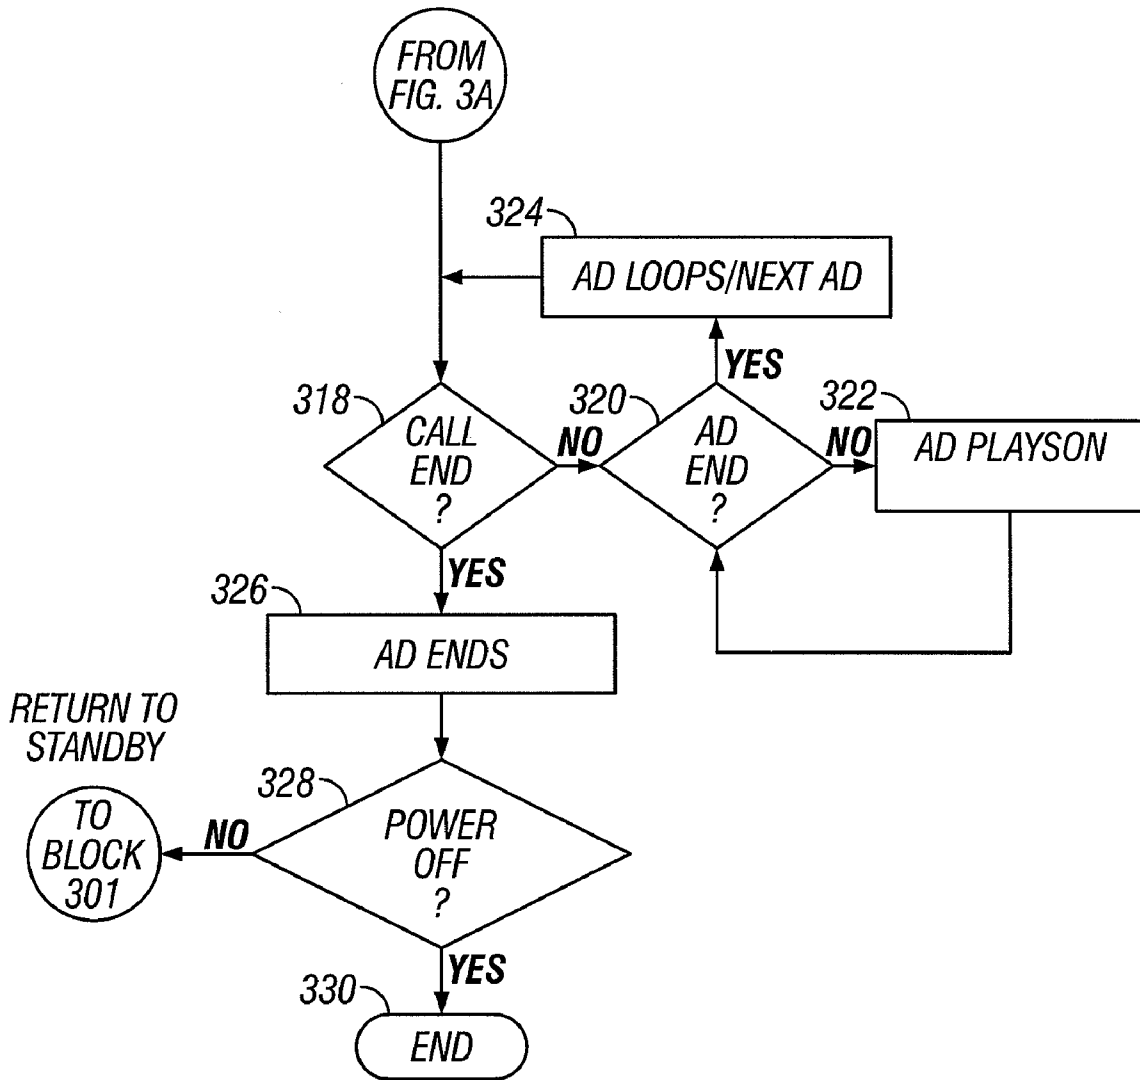 FROM
FIG. 3A
324
AD LOOPS/NEXT AD
YES
318
CALL
END
?
NO
320
AD
END
?
NO
322
AD PLAYSON
YES
326
AD ENDS
RETURN TO
STANDBY
328
POWER
OFF
?
NO
TO
BLOCK
301
YES
330
END